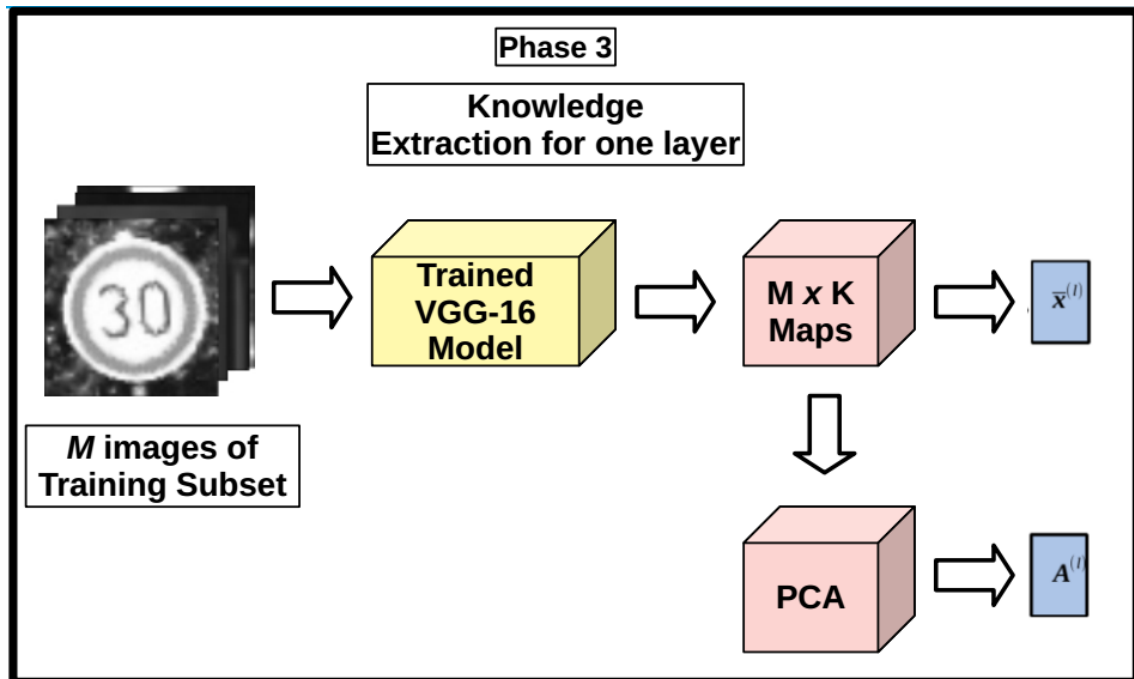 Phase 3
Knowledge
Extraction for one layer
30
Trained
VGG-16
Model
M x K
Maps
x̅⁽ˡ⁾
M images of
Training Subset
PCA
A⁽ˡ⁾